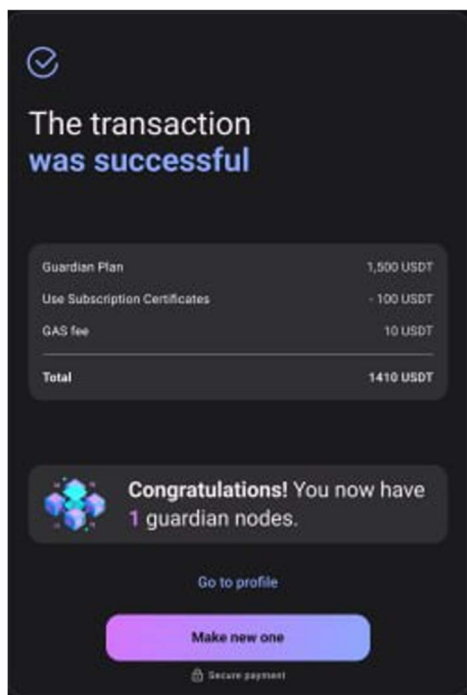 The transaction
was successful
Guardian Plan 1,500 USDT
Use Subscription Certificates - 100 USDT
GAS fee 10 USDT
Total 1410 USDT
Congratulations! You now have
1 guardian nodes.
Go to profile
Make new one
Secure payment